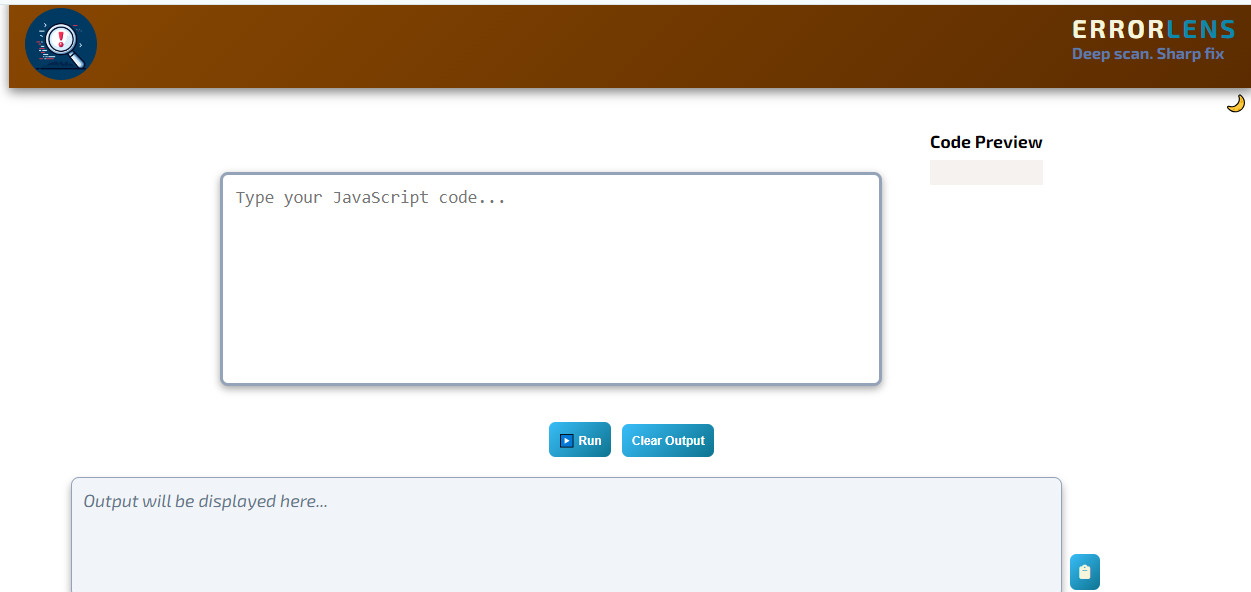 ERRORLENS
Deep scan. Sharp fix
Code Preview
Type your JavaScript code...
Run
Clear Output
Output will be displayed here...